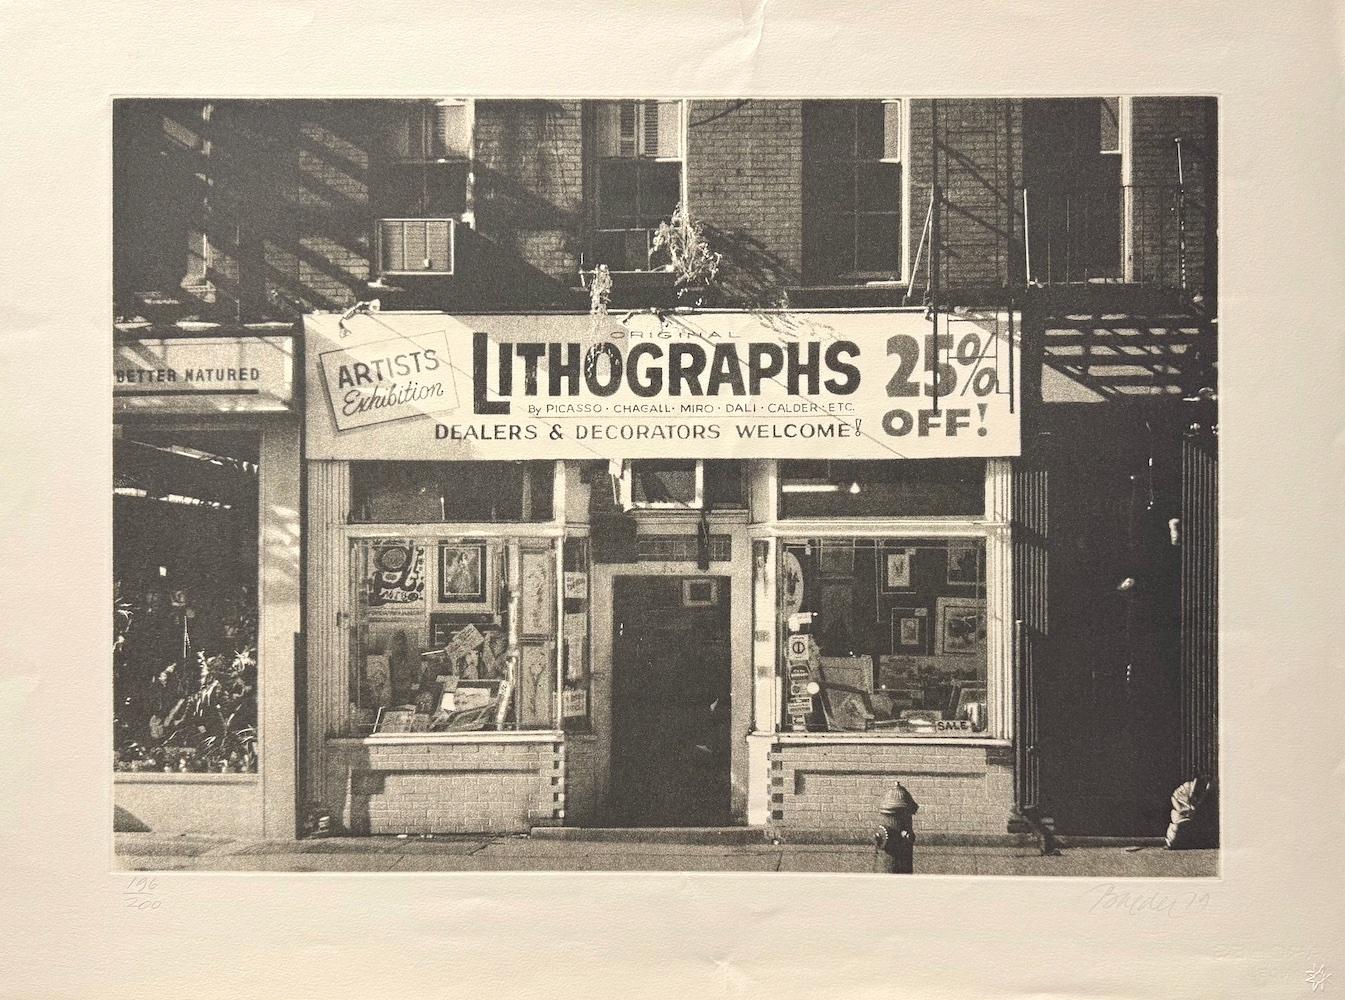 BETTER NATURED
ARTISTS
Exhibition
ORIGINAL
LITHOGRAPHS
By PICASSO · CHAGALL · MIRO · DALI · CALDER · ETC.
DEALERS & DECORATORS WELCOME!
25%
OFF!
SALE
196
200
79